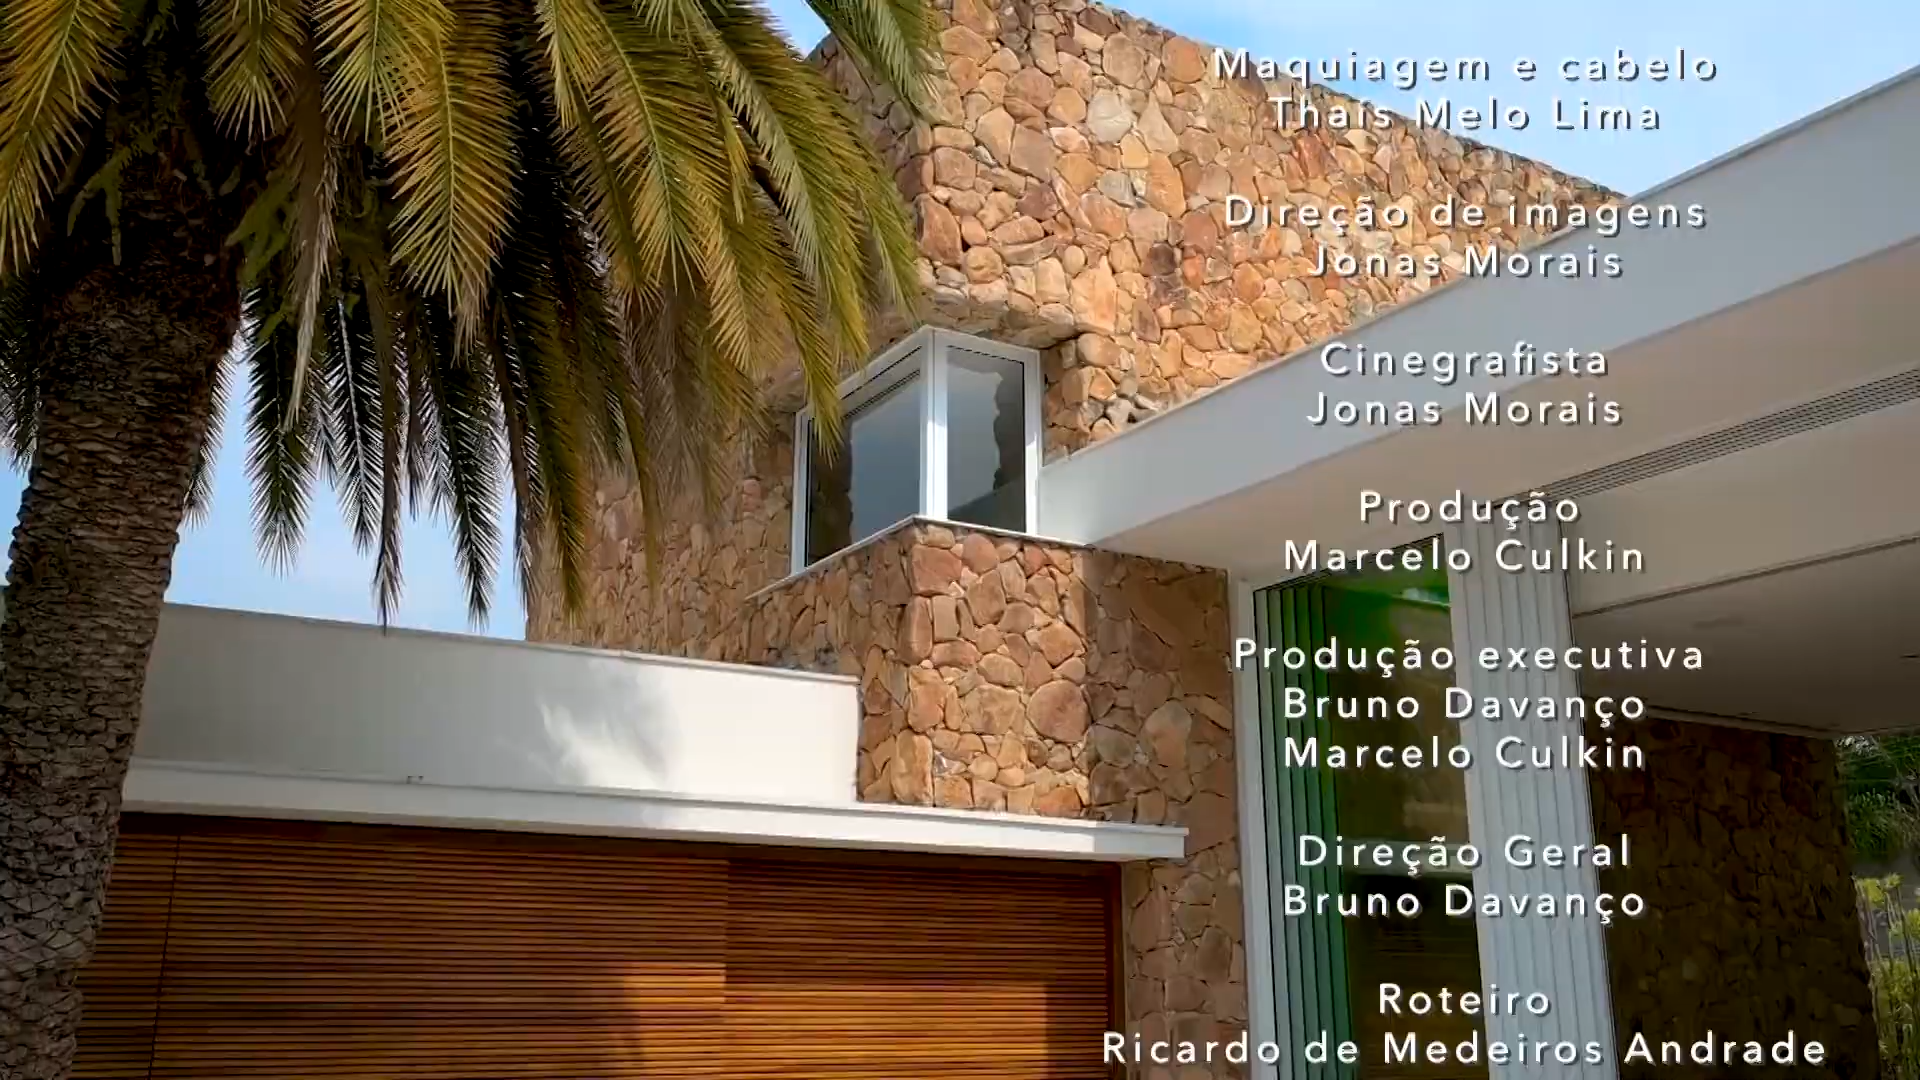 Maquiagem e cabelo
Thais Melo Lima
Direção de imagens
Jonas Morais
Cinegrafista
Jonas Morais
Produção
Marcelo Culkin
Produção executiva
Bruno Davanço
Marcelo Culkin
Direção Geral
Bruno Davanço
Roteiro
Ricardo de Medeiros Andrade